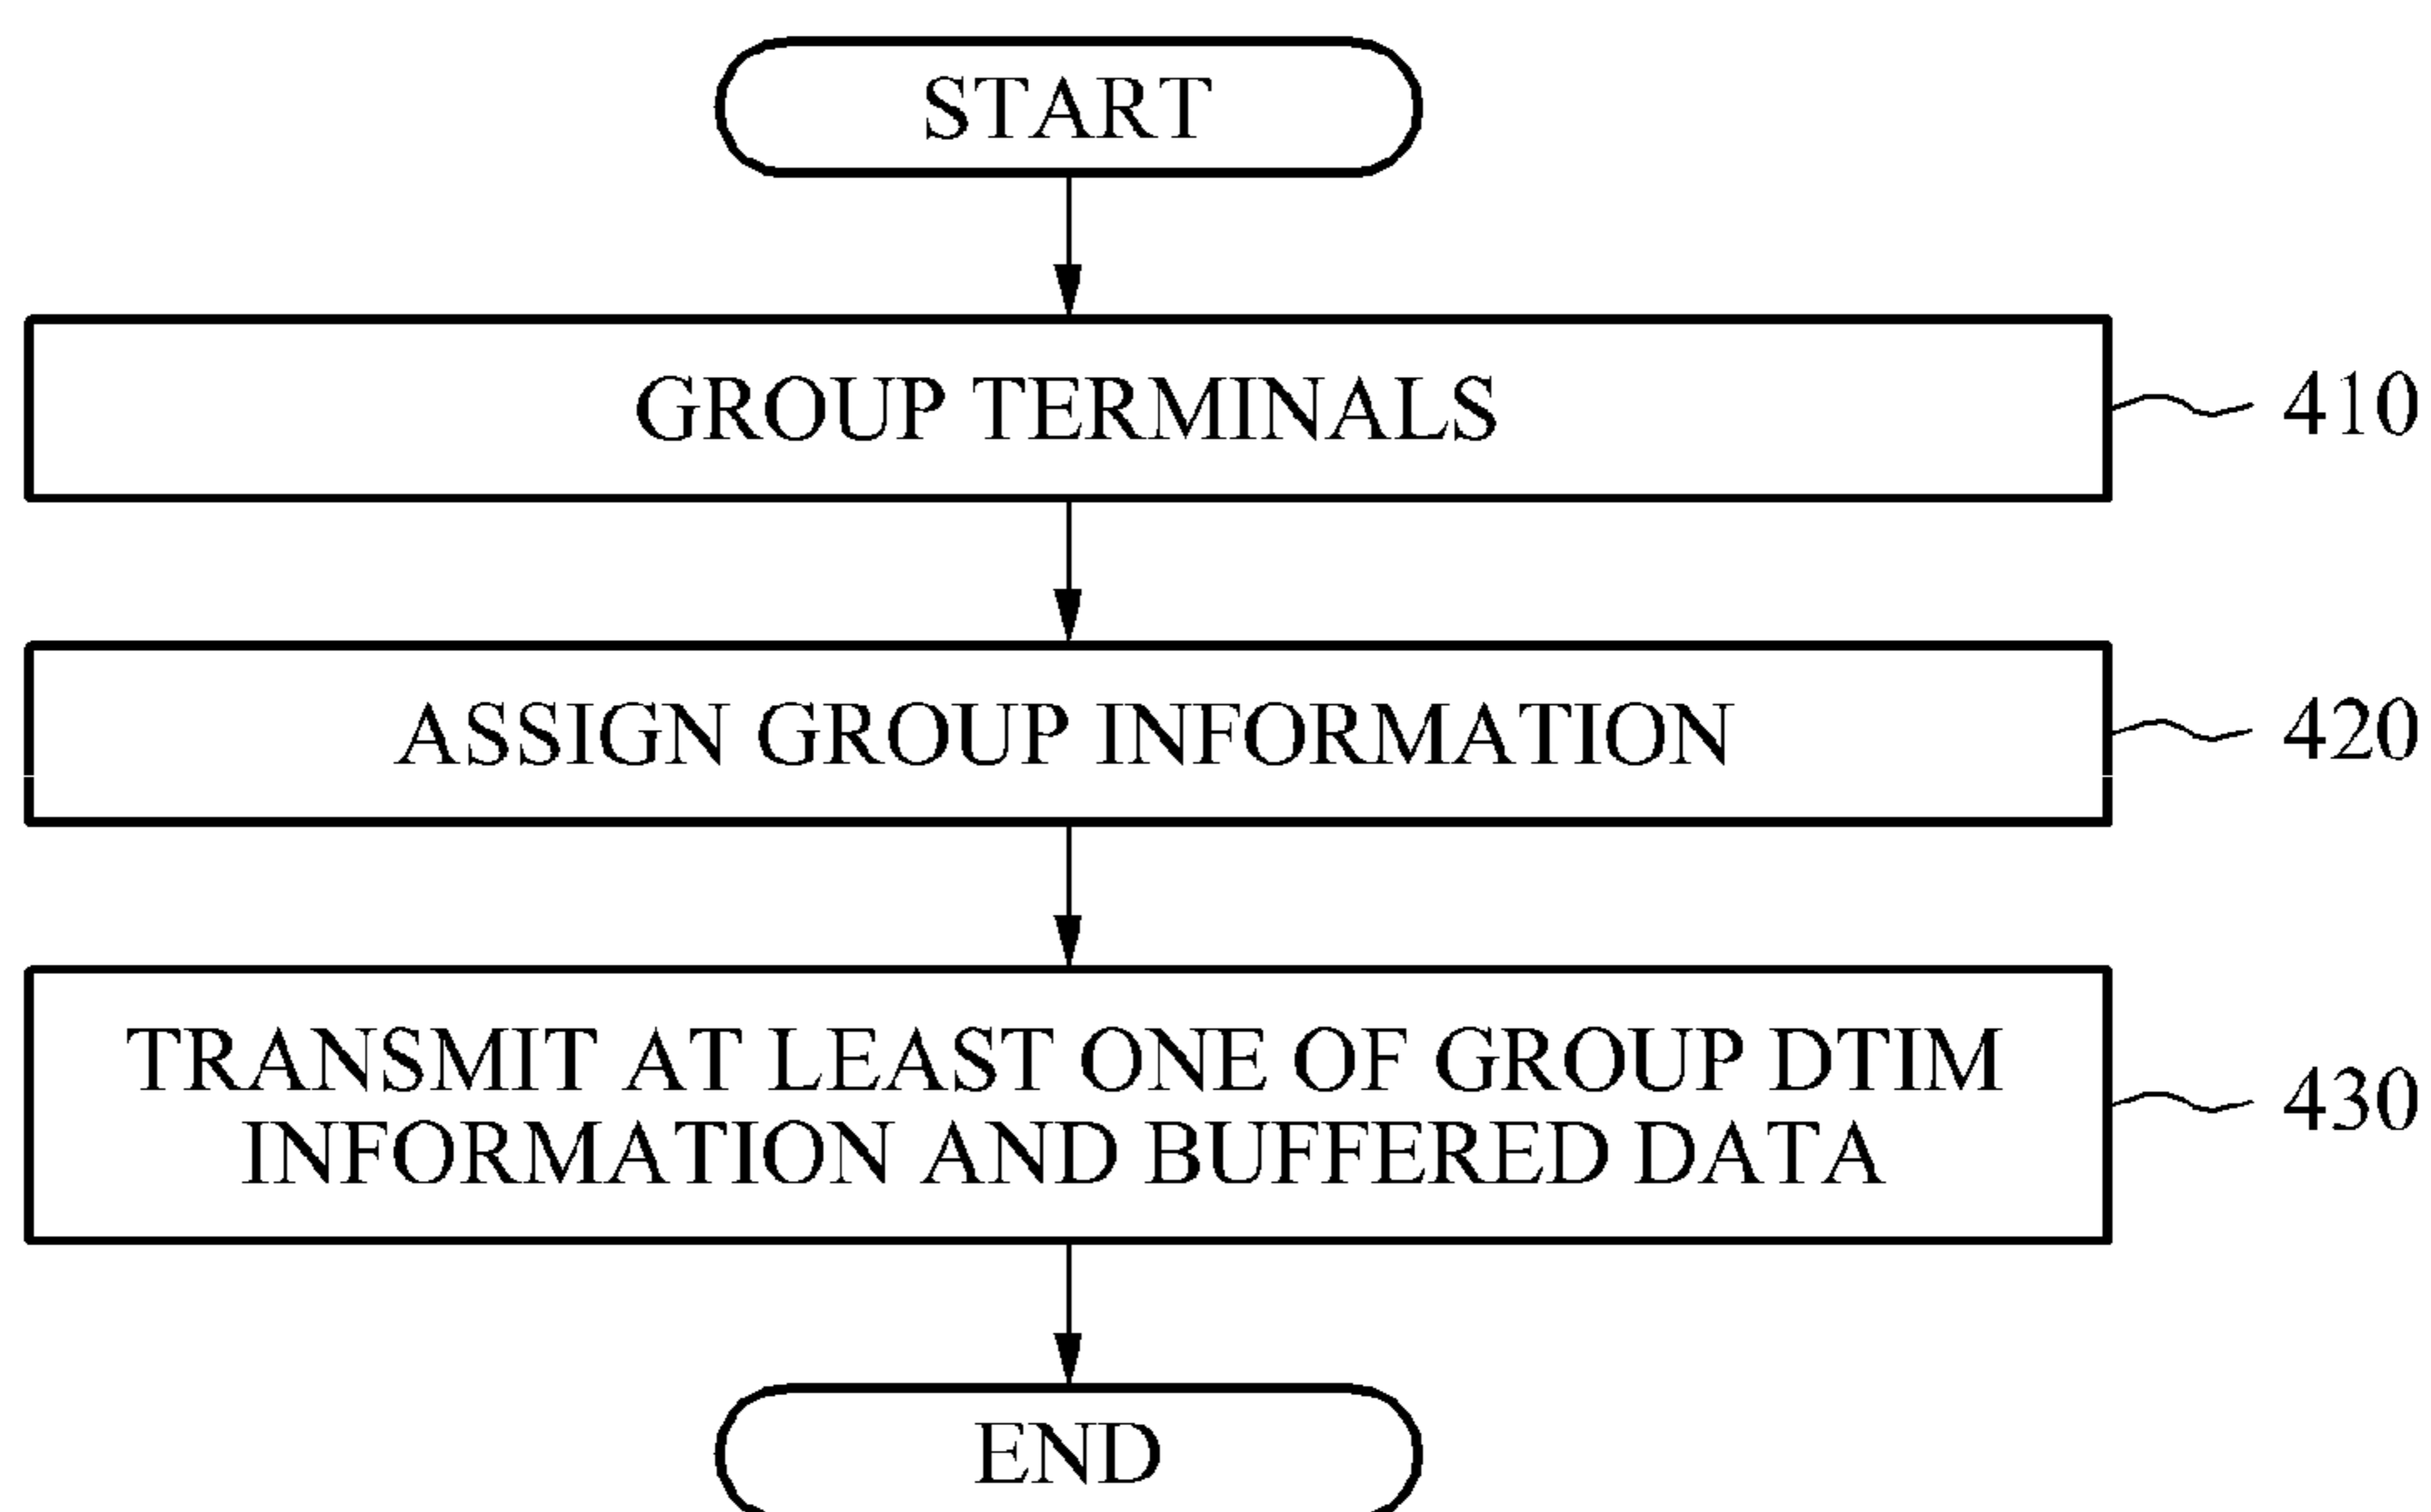 START
GROUP TERMINALS
410
ASSIGN GROUP INFORMATION
420
TRANSMIT AT LEAST ONE OF GROUP DTIM
INFORMATION AND BUFFERED DATA
430
END